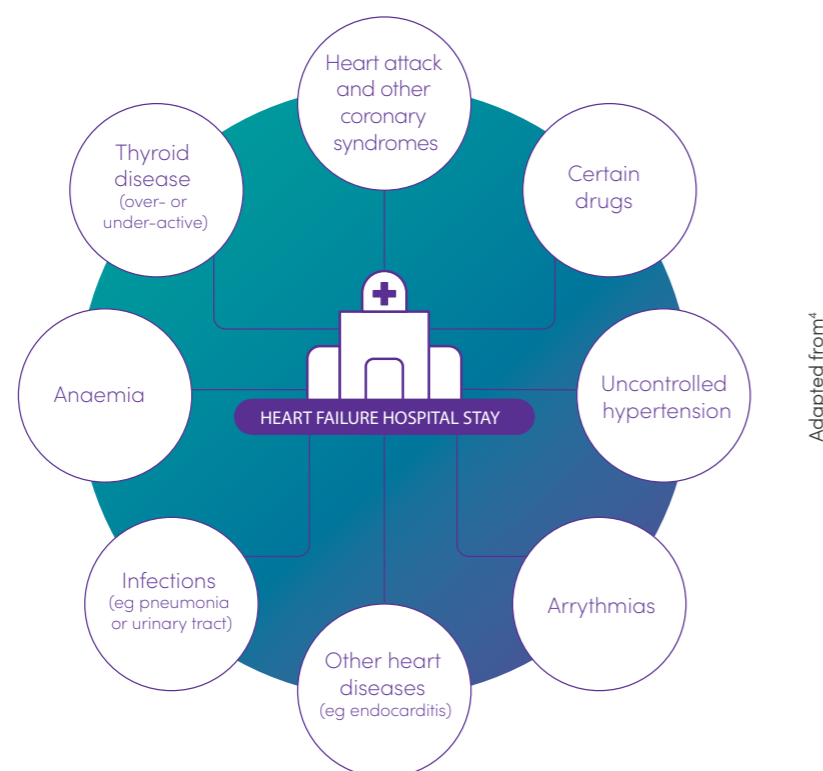 Heart attack
and other
coronary
syndromes
Thyroid
disease
(over- or
under-active)
Certain
drugs
Anaemia
Uncontrolled
hypertension
HEART FAILURE HOSPITAL STAY
Infections
(eg pneumonia
or urinary tract)
Arrythmias
Other heart
diseases
(eg endocarditis)
Adapted from⁴